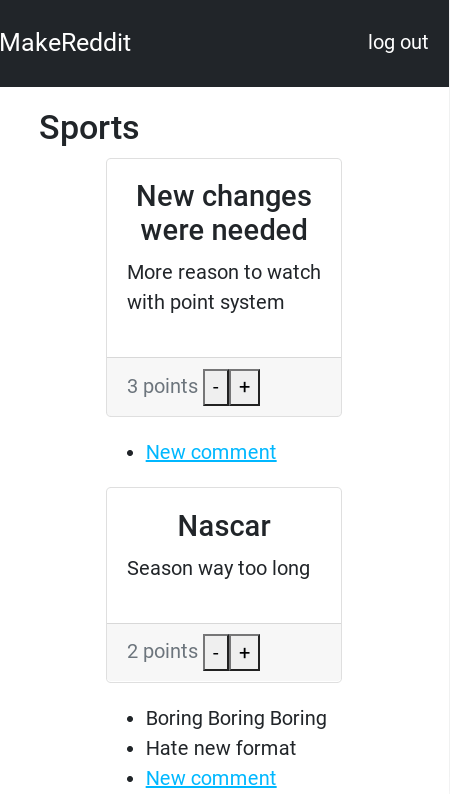 MakeReddit
log out
Sports
New changes
were needed
More reason to watch
with point system
3 points - +
New comment
Nascar
Season way too long
2 points - +
Boring Boring Boring
Hate new format
New comment